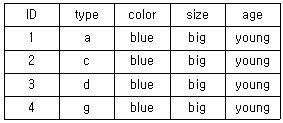 ID type color size age
1 a blue big young
2 c blue big young
3 d blue big young
4 g blue big young